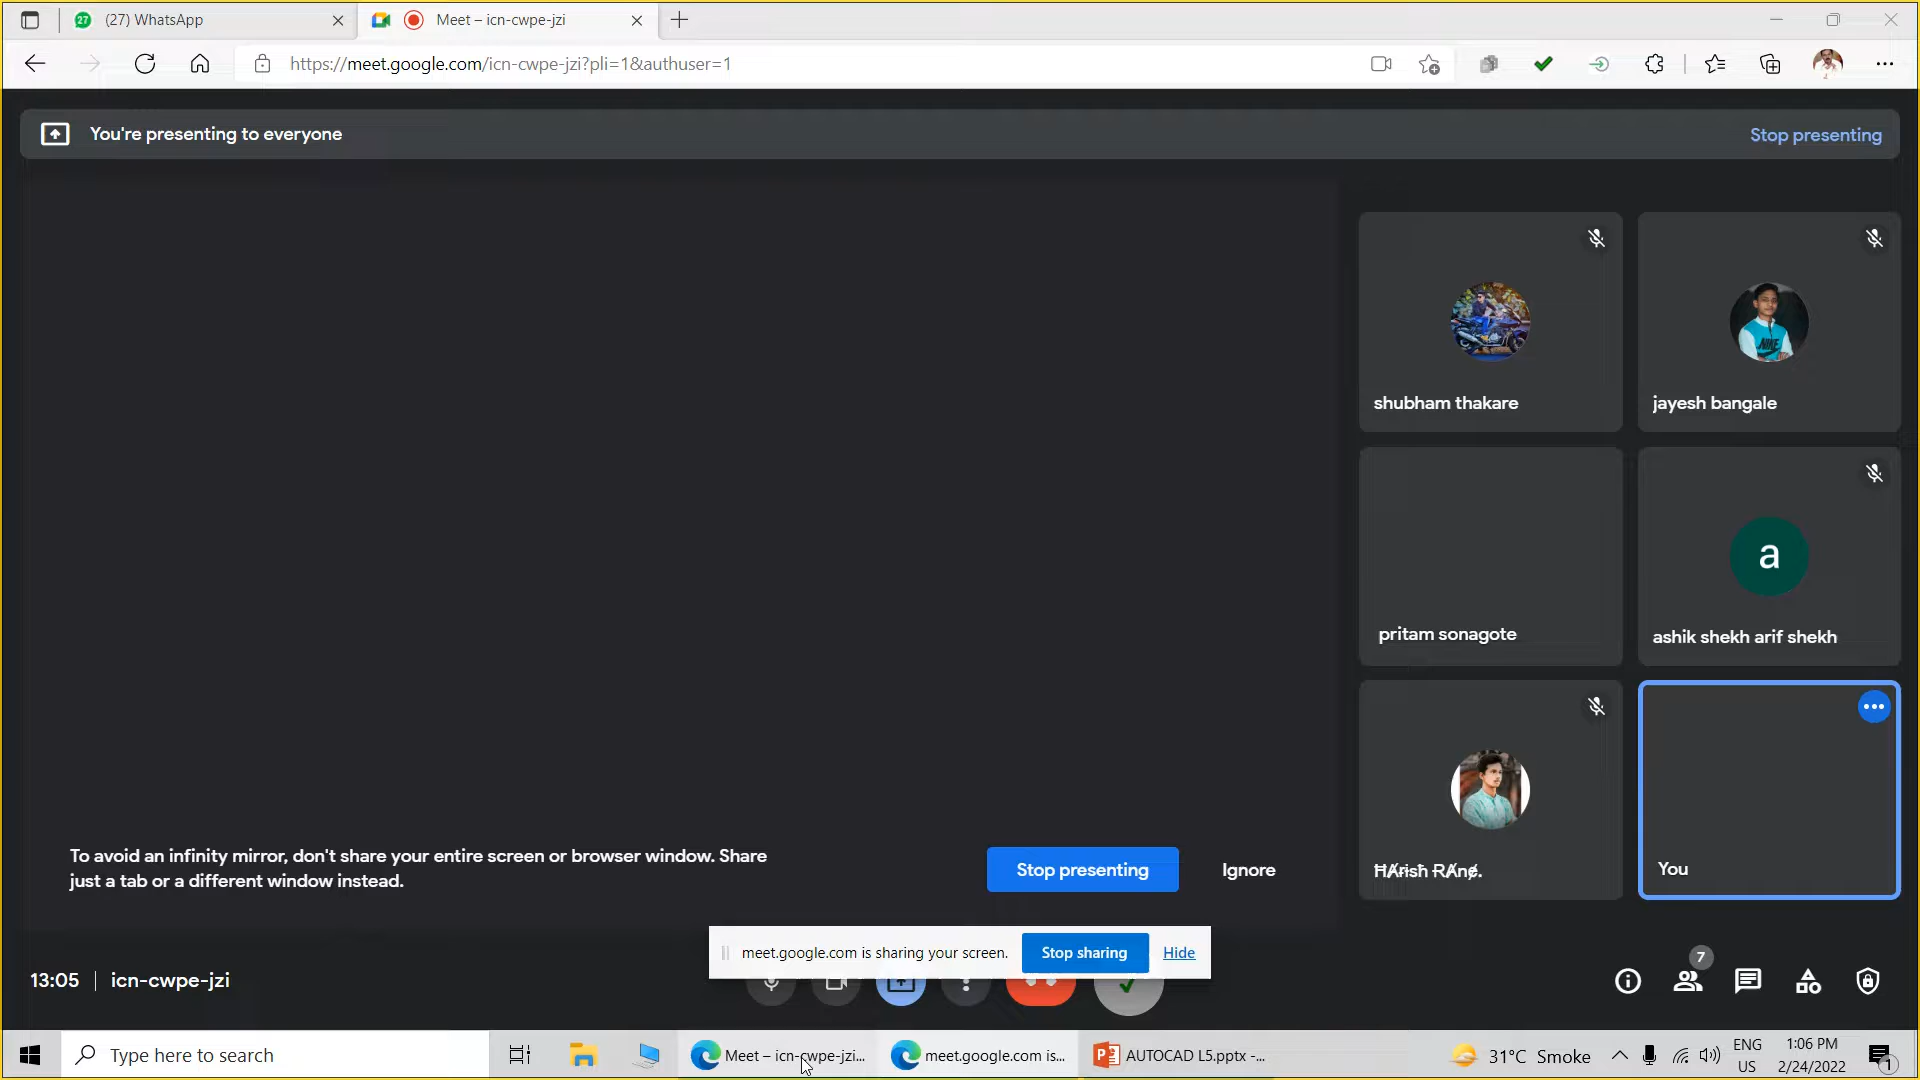 27 (27) WhatsApp
Meet – icn-cwpe-jzi
https://meet.google.com/icn-cwpe-jzi?pli=1&authuser=1
You're presenting to everyone
Stop presenting
shubham thakare
jayesh bangale
NIKE
pritam sonagote
a
ashik shekh arif shekh
ĦȺrisħ RȺnɇ.
You
To avoid an infinity mirror, don't share your entire screen or browser window. Share
just a tab or a different window instead.
Stop presenting
Ignore
meet.google.com is sharing your screen.
Stop sharing
Hide
13:05 | icn-cwpe-jzi
7
Type here to search
Meet – icn-cwpe-jzi...
meet.google.com is...
AUTOCAD L5.pptx -...
31°C Smoke
ENG
US
1:06 PM
2/24/2022
1